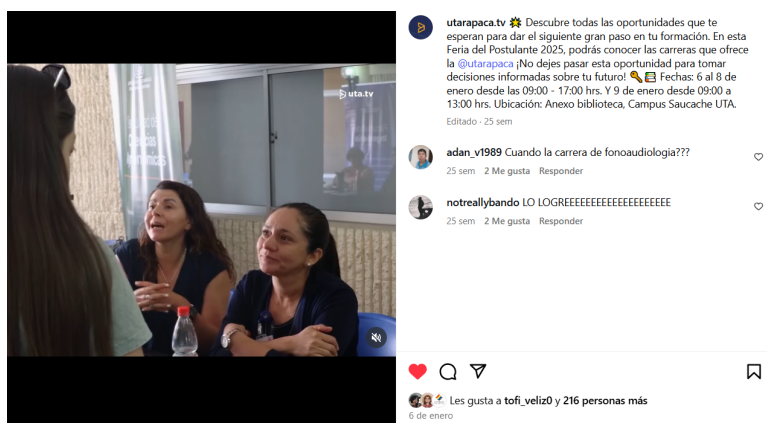 utarapaca.tv 🌟 Descubre todas las oportunidades que te
esperan para dar el siguiente gran paso en tu formación. En esta
Feria del Postulante 2025, podrás conocer las carreras que ofrece
la @utarapaca ¡No dejes pasar esta oportunidad para tomar
decisiones informadas sobre tu futuro! 🔑📚 Fechas: 6 al 8 de
enero desde las 09:00 - 17:00 hrs. Y 9 de enero desde 09:00 a
13:00 hrs. Ubicación: Anexo biblioteca, Campus Saucache UTA.
Editado · 25 sem
adan_v1989 Cuando la carrera de fonoaudiologia???
25 sem 2 Me gusta Responder
notreallybando LO LOGREEEEEEEEEEEEEEEEEEEEE
25 sem 2 Me gusta Responder
Les gusta a tofi_veliz0 y 216 personas más
6 de enero
uta.tv